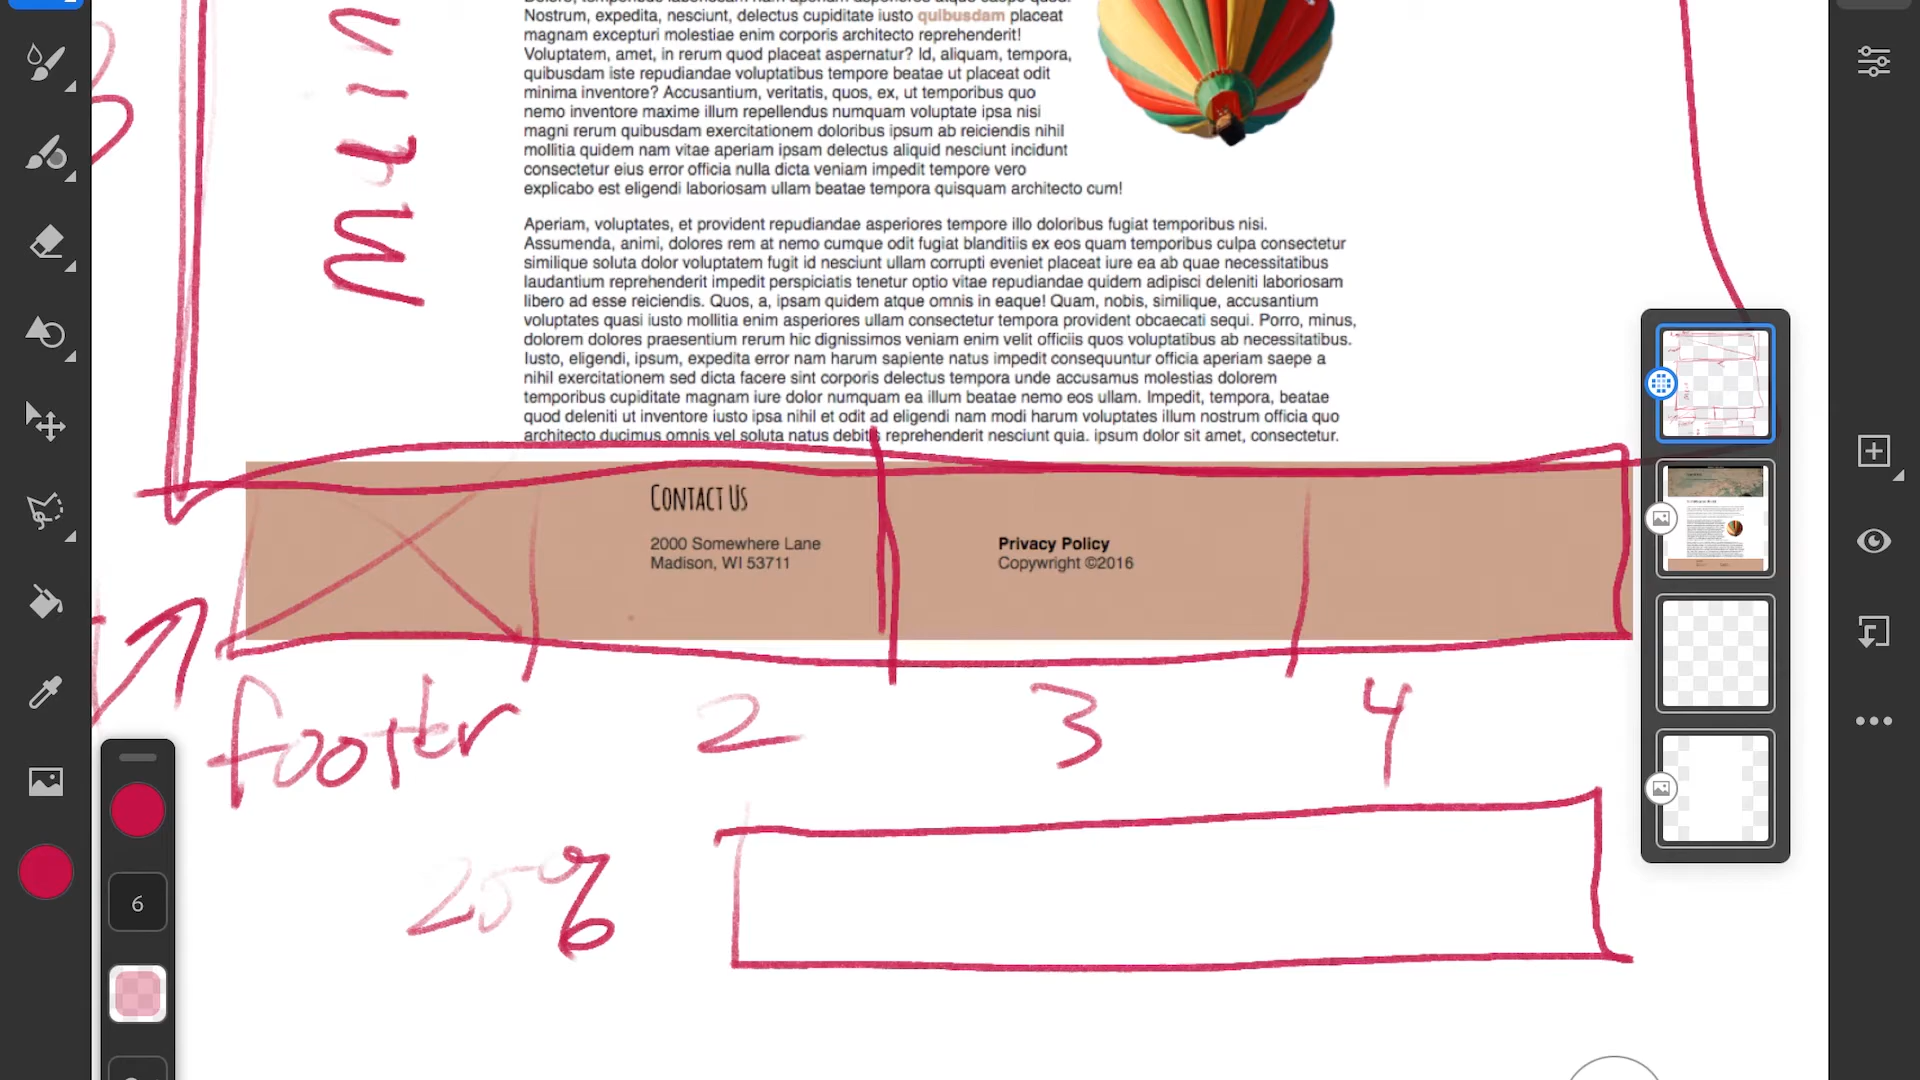 Nostrum, expedita, nesciunt, delectus cupiditate iusto quibusdam placeat
magnam excepturi molestiae enim corporis architecto reprehenderit!
Voluptatem, amet, in rerum quod placeat aspernatur? Id, aliquam, tempora,
quibusdam iste repudiandae voluptatibus tempore beatae ut placeat odit
minima inventore? Accusantium, veritatis, quos, ex, ut temporibus quo
nemo inventore maxime illum repellendus numquam voluptate ipsa nisi
magni rerum quibusdam exercitationem doloribus ipsum ab reiciendis nihil
mollitia quidem nam vitae aperiam ipsam delectus aliquid nesciunt incidunt
consectetur eius error officia nulla dicta veniam impedit tempore vero
explicabo est eligendi laboriosam ullam beatae tempora quisquam architecto cum!
Aperiam, voluptates, et provident repudiandae asperiores tempore illo doloribus fugiat temporibus nisi.
Assumenda, animi, dolores rem at nemo cumque odit fugiat blanditiis ex eos quam temporibus culpa consectetur
similique soluta dolor voluptatem fugit id nesciunt ullam corrupti eveniet placeat iure ea ab quae necessitatibus
laudantium reprehenderit impedit perspiciatis tenetur optio vitae repudiandae quidem adipisci deleniti laboriosam
libero ad esse reiciendis. Quos, a, ipsam quidem atque omnis in eaque! Quam, nobis, similique, accusantium
voluptates quasi iusto mollitia enim asperiores ullam consectetur tempora provident obcaecati sequi. Porro, minus,
dolorem dolores praesentium rerum hic dignissimos veniam enim velit officiis quos voluptatibus ab necessitatibus.
Iusto, eligendi, ipsum, expedita error nam harum sapiente natus impedit consequuntur officia aperiam saepe a
nihil exercitationem sed dicta facere sint corporis delectus tempora unde accusamus molestias dolorem
temporibus cupiditate magnam iure dolor numquam ea illum beatae nemo eos ullam. Impedit, tempora, beatae
quod deleniti ut inventore iusto ipsa nihil et odit ad eligendi nam modi harum voluptates illum nostrum officia quo
architecto ducimus omnis vel soluta natus debitis reprehenderit nesciunt quia. ipsum dolor sit amet, consectetur.
Contact Us
2000 Somewhere Lane
Madison, WI 53711
Privacy Policy
Copywright ©2016
footer 2 3 4
25%
6